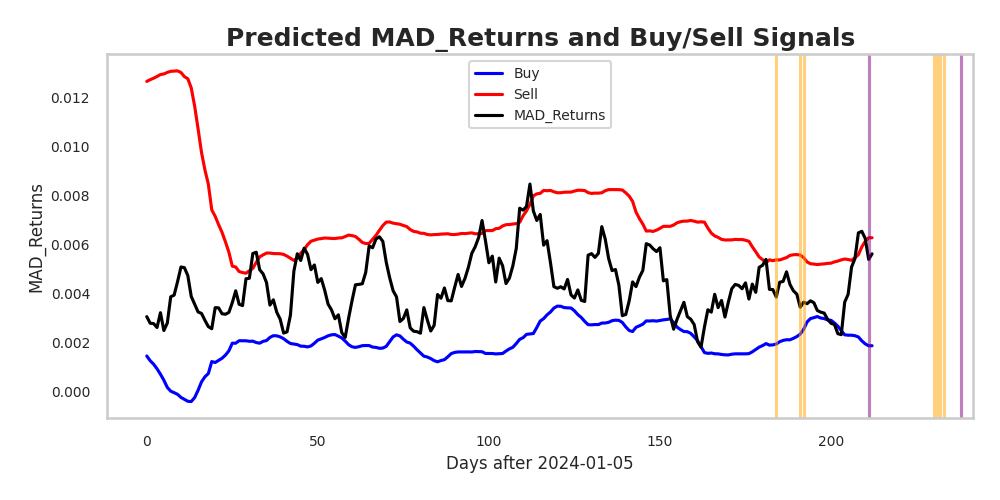 Predicted MAD_Returns and Buy/Sell Signals
Buy
Sell
MAD_Returns
MAD_Returns
0.012
0.010
0.008
0.006
0.004
0.002
0.000
0 50 100 150 200
Days after 2024-01-05